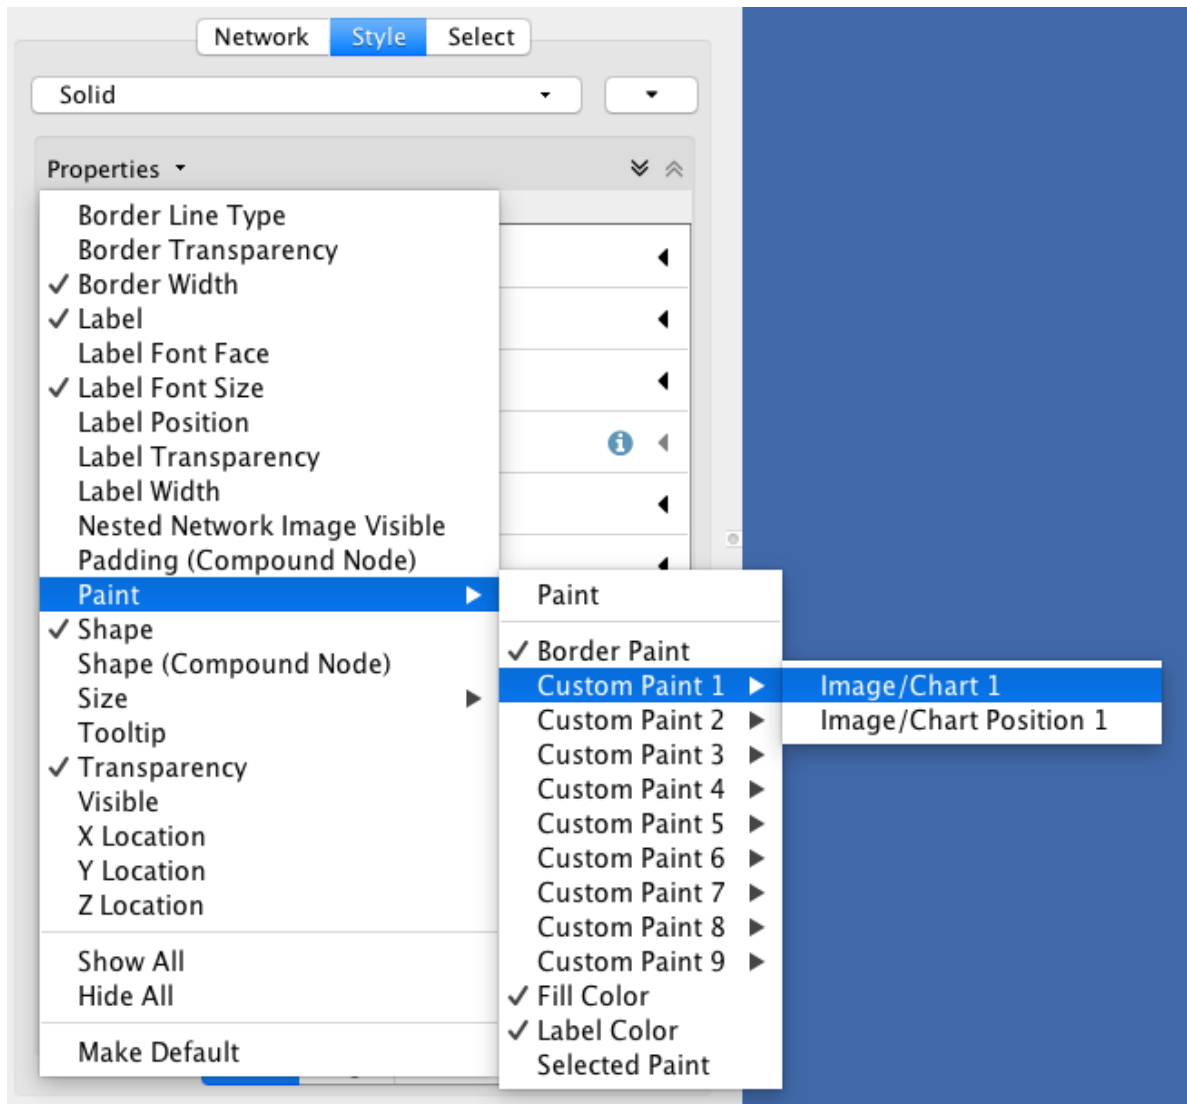 Network Style Select
Solid
Properties
Border Line Type
Border Transparency
✓ Border Width
✓ Label
Label Font Face
✓ Label Font Size
Label Position
Label Transparency
Label Width
Nested Network Image Visible
Padding (Compound Node)
Paint
✓ Shape
Shape (Compound Node)
Size
Tooltip
✓ Transparency
Visible
X Location
Y Location
Z Location
Show All
Hide All
Make Default
Paint
✓ Border Paint
Custom Paint 1
Custom Paint 2
Custom Paint 3
Custom Paint 4
Custom Paint 5
Custom Paint 6
Custom Paint 7
Custom Paint 8
Custom Paint 9
✓ Fill Color
✓ Label Color
Selected Paint
Image/Chart 1
Image/Chart Position 1